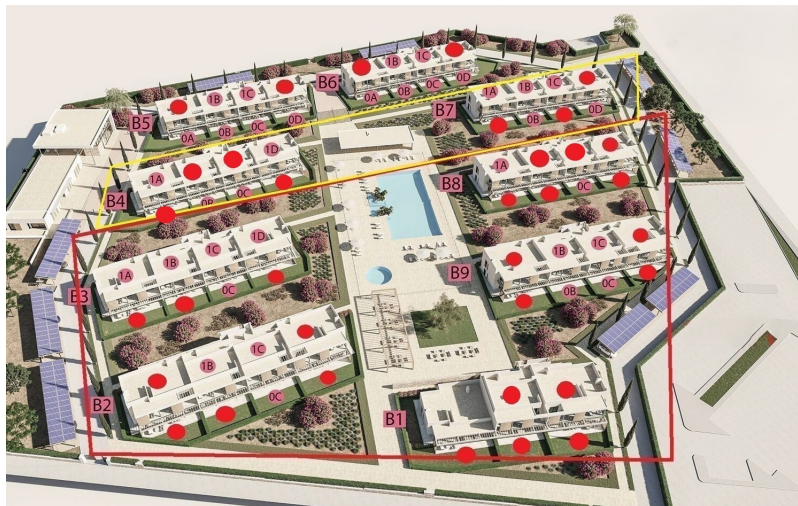 B6 1B 1C
0A 0B 0C 0D
B5 1B 1C
0A 0B 0C 0D
B7 1A 1B 1C
0B 0D
B4 1A 1D
0B 0C
B8 1A
0C
B3 1A 1B 1C 1D
0C
B9 1B 1C
0B 0C
B2 1B 1C
0C
B1